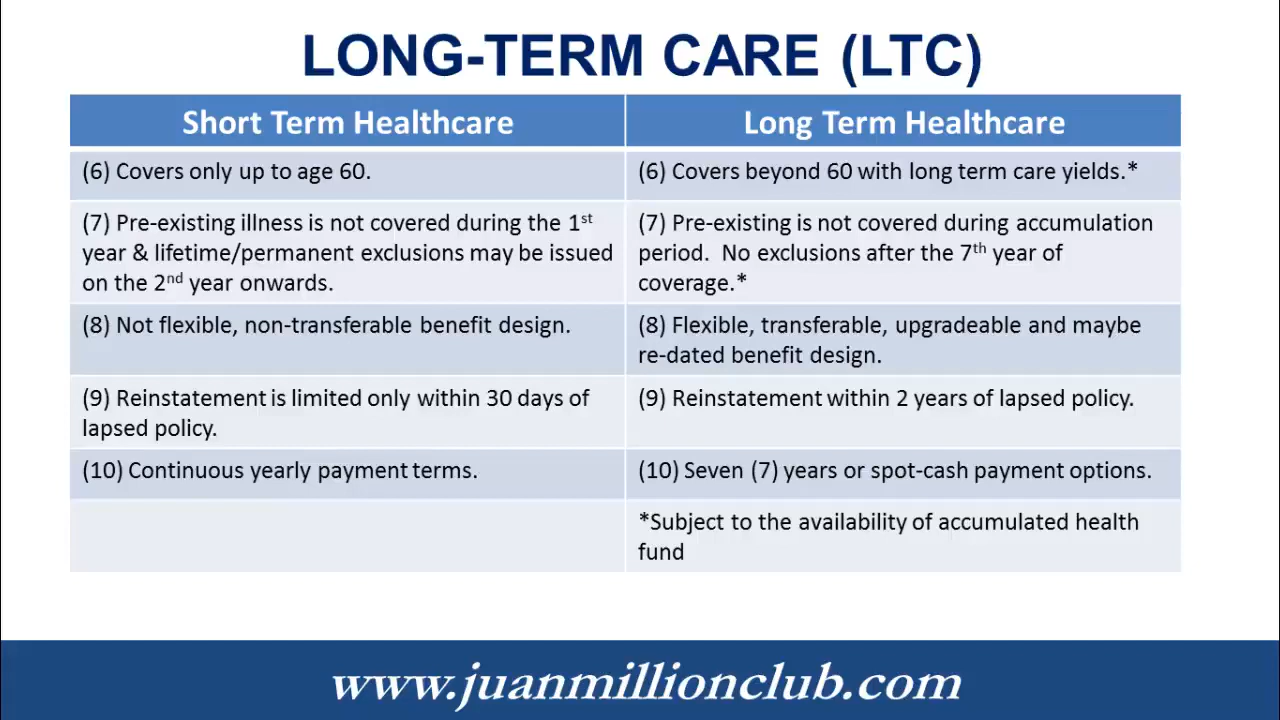 LONG-TERM CARE (LTC)
Short Term Healthcare
Long Term Healthcare
(6) Covers only up to age 60.
(6) Covers beyond 60 with long term care yields.*
(7) Pre-existing illness is not covered during the 1st
year & lifetime/permanent exclusions may be issued
on the 2nd year onwards.
(7) Pre-existing is not covered during accumulation
period. No exclusions after the 7th year of
coverage.*
(8) Not flexible, non-transferable benefit design.
(8) Flexible, transferable, upgradeable and maybe
re-dated benefit design.
(9) Reinstatement is limited only within 30 days of
lapsed policy.
(9) Reinstatement within 2 years of lapsed policy.
(10) Continuous yearly payment terms.
(10) Seven (7) years or spot-cash payment options.
*Subject to the availability of accumulated health
fund
www.juanmillionclub.com